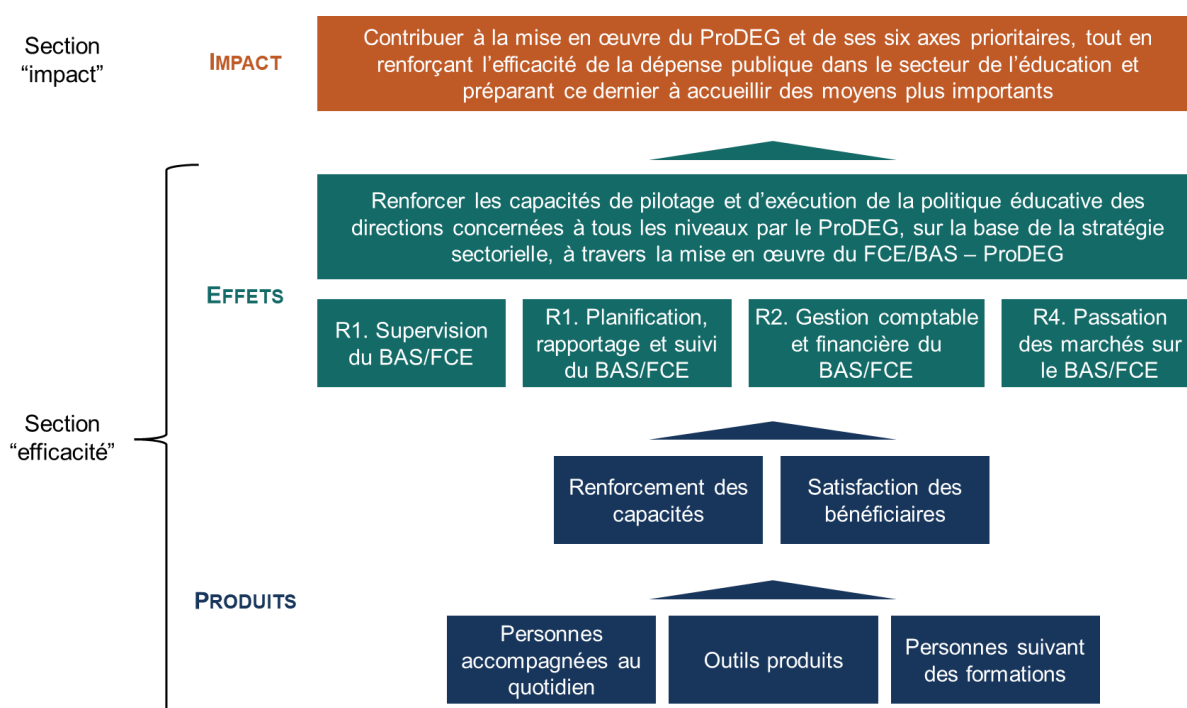 Section
“impact”
IMPACT
Contribuer à la mise en œuvre du ProDEG et de ses six axes prioritaires, tout en
renforçant l’efficacité de la dépense publique dans le secteur de l’éducation et
préparant ce dernier à accueillir des moyens plus importants
Renforcer les capacités de pilotage et d’exécution de la politique éducative des
directions concernées à tous les niveaux par le ProDEG, sur la base de la stratégie
sectorielle, à travers la mise en œuvre du FCE/BAS – ProDEG
EFFETS
R1. Supervision
du BAS/FCE
R1. Planification,
rapportage et suivi
du BAS/FCE
R2. Gestion comptable
et financière du
BAS/FCE
R4. Passation
des marchés sur
le BAS/FCE
Section
“efficacité”
Renforcement des
capacités
Satisfaction des
bénéficiaires
PRODUITS
Personnes
accompagnées au
quotidien
Outils produits
Personnes suivant
des formations